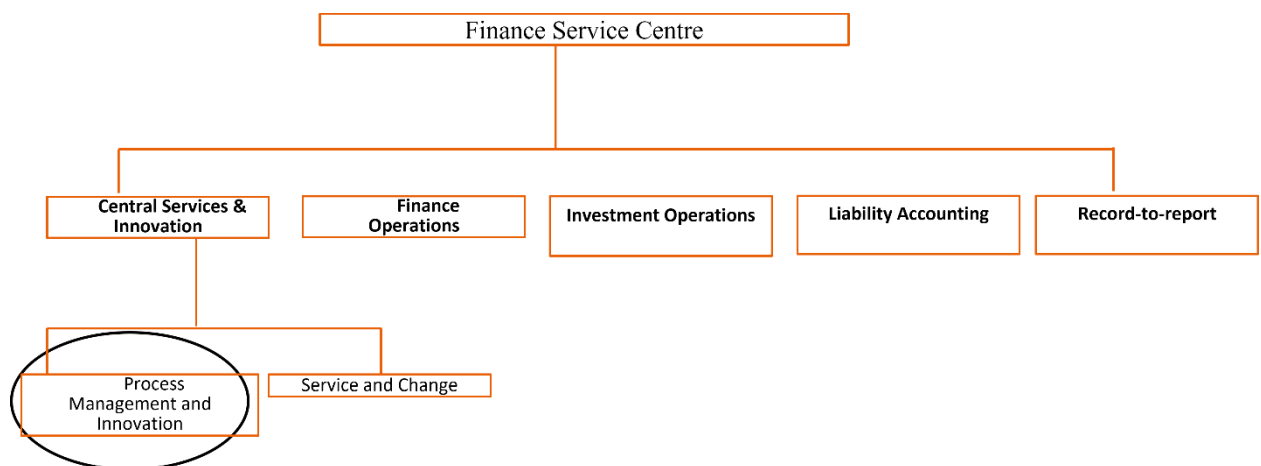 Finance Service Centre
Central Services &
Innovation
Finance
Operations
Investment Operations
Liability Accounting
Record-to-report
Process
Management and
Innovation
Service and Change